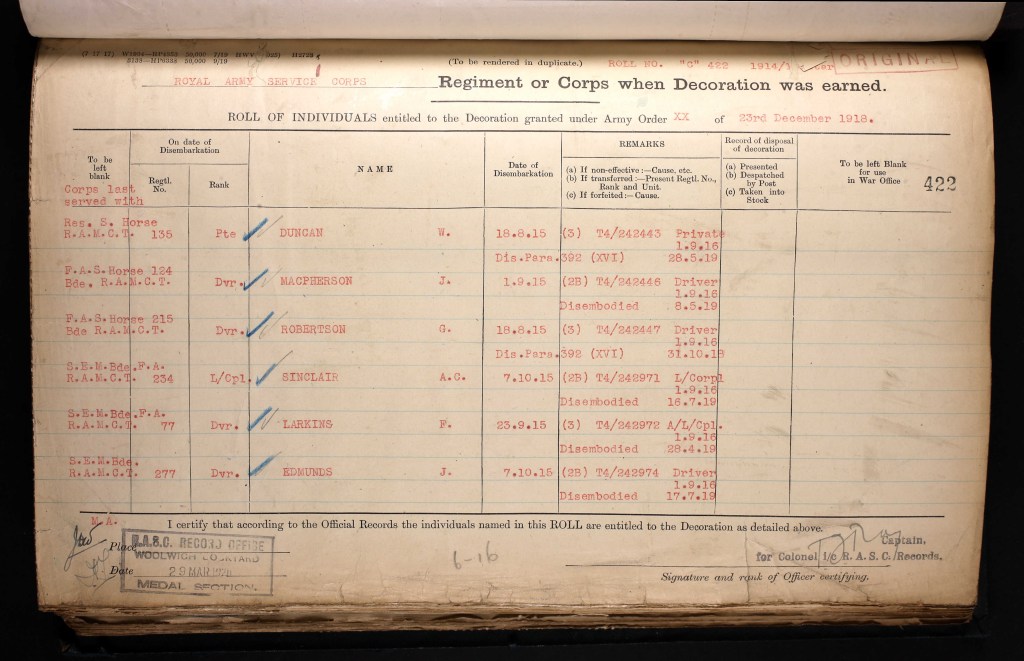 (To be rendered in duplicate.) ROLL NO. "G" 422 1914/1 ORIGINAL
ROYAL ARMY SERVICE CORPS Regiment or Corps when Decoration was earned.
ROLL OF INDIVIDUALS entitled to the Decoration granted under Army Order XX of 23rd December 1918.
To be left blank
On date of Disembarkation
Regtl. No.
Rank
NAME
Date of Disembarkation
REMARKS
(a) If non-effective :—Cause, etc.
(b) If transferred :—Present Regtl. No., Rank and Unit.
(c) If forfeited :—Cause.
Record of disposal of decoration
(a) Presented
(b) Despatched by Post
(c) Taken into Stock
To be left Blank for use in War Office
422
Corps last
served with
Res. S. Horse
R.A.M.C.T. 135 Pte DUNCAN W. 18.8.15 (3) T4/242443 Private
1.9.16
Dis.Para.392 (XVI) 28.5.19
F.A.S.Horse 124
Bde. R.A.M.C.T. Dvr. MACPHERSON J. 1.9.15 (2B) T4/242446 Driver
1.9.16
Disembodied 8.5.19
F.A.S.Horse 215
Bde R.A.M.C.T. Dvr. ROBERTSON G. 18.8.15 (3) T4/242447 Driver
1.9.16
Dis.Para.392 (XVI) 31.10.18
S.E.M.Bde.F.A.
R.A.M.C.T. 234 L/Cpl. SINCLAIR A.C. 7.10.15 (2B) T4/242971 L/Corpl
1.9.16
Disembodied 16.7.19
S.E.M.Bde.F.A.
R.A.M.C.T. 77 Dvr. LARKINS F. 23.9.15 (3) T4/242972 A/L/Cpl.
1.9.16
Disembodied 28.4.19
S.E.M.Bde.
R.A.M.C.T. 277 Dvr. EDMUNDS J. 7.10.15 (2B) T4/242974 Driver
1.9.16
Disembodied 17.7.19
M.A. I certify that according to the Official Records the individuals named in this ROLL are entitled to the Decoration as detailed above.
Place
R.A.S.C. RECORD OFFICE
WOOLWICH DOCKYARD
29 MAR 1920
MEDAL SECTION.
Date
6-16
Captain,
for Colonel i/c R.A.S.C. Records.
Signature and rank of Officer certifying.